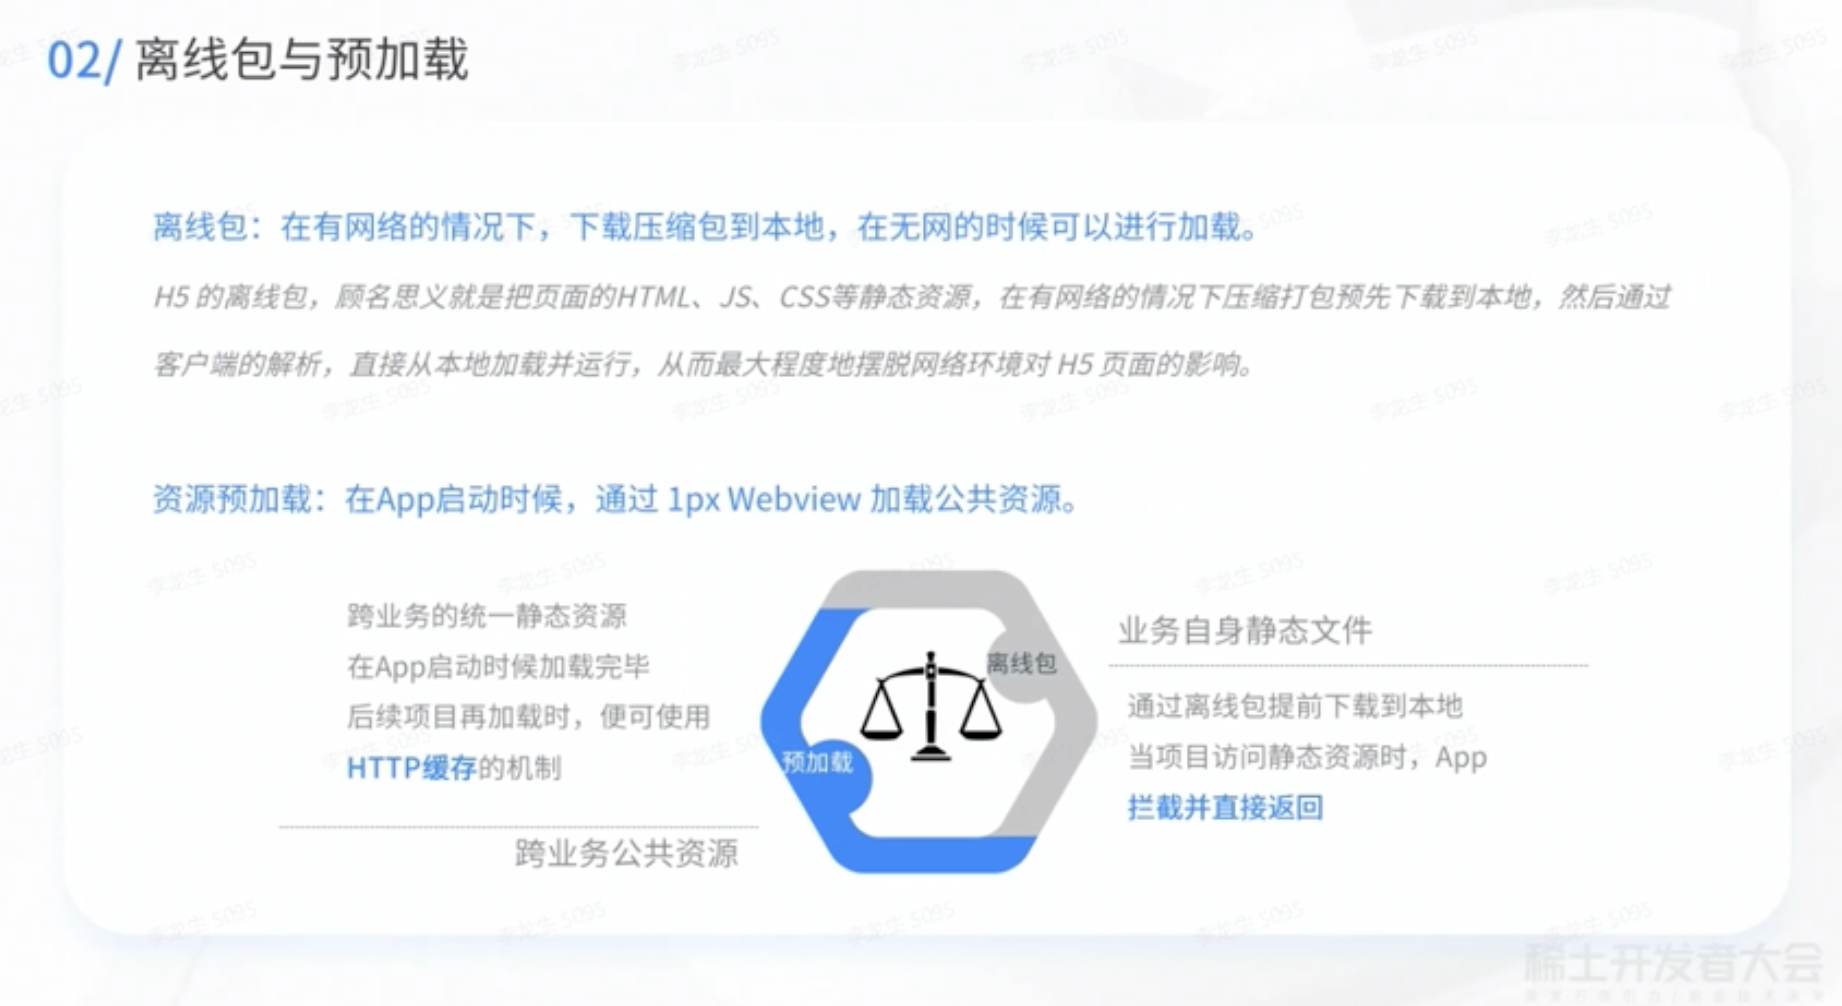 02/ 离线包与预加载
离线包：在有网络的情况下，下载压缩包到本地，在无网的时候可以进行加载。
H5 的离线包，顾名思义就是把页面的HTML、JS、CSS等静态资源，在有网络的情况下压缩打包预先下载到本地，然后通过
客户端的解析，直接从本地加载并运行，从而最大程度地摆脱网络环境对 H5 页面的影响。
资源预加载：在App启动时候，通过 1px Webview 加载公共资源。
跨业务的统一静态资源
在App启动时候加载完毕
后续项目再加载时，便可使用
HTTP缓存的机制
跨业务公共资源
预加载
离线包
业务自身静态文件
通过离线包提前下载到本地
当项目访问静态资源时，App
拦截并直接返回
稀土开发者大会
李龙生 5095